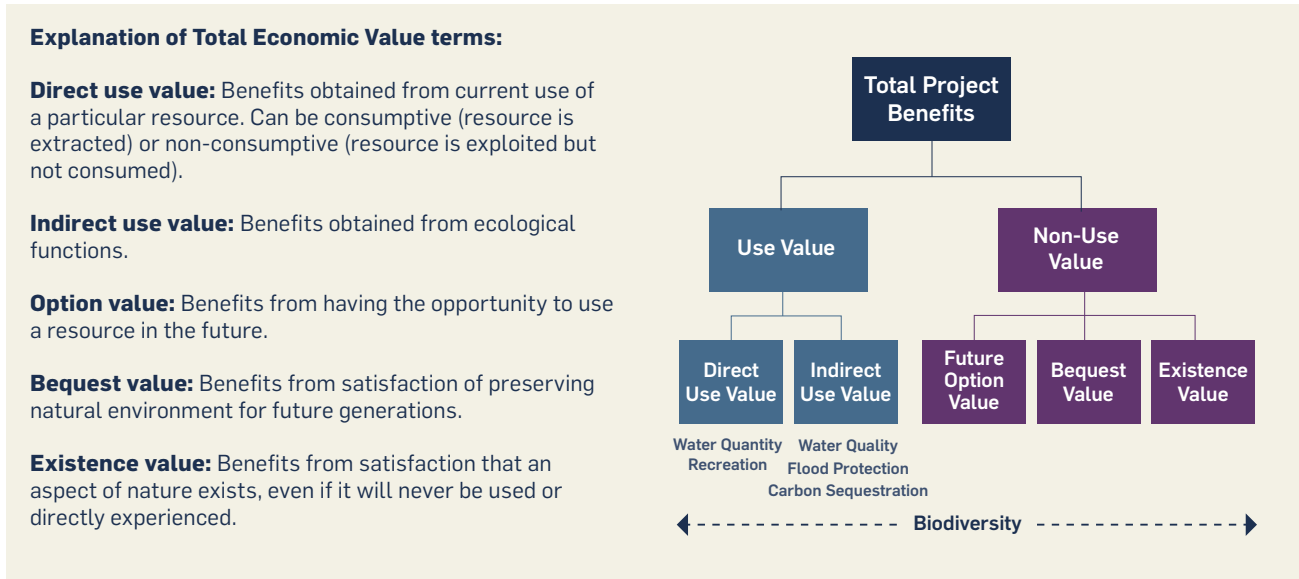 Explanation of Total Economic Value terms:
Direct use value: Benefits obtained from current use of
a particular resource. Can be consumptive (resource is
extracted) or non-consumptive (resource is exploited but
not consumed).
Indirect use value: Benefits obtained from ecological
functions.
Option value: Benefits from having the opportunity to use
a resource in the future.
Bequest value: Benefits from satisfaction of preserving
natural environment for future generations.
Existence value: Benefits from satisfaction that an
aspect of nature exists, even if it will never be used or
directly experienced.
Total Project
Benefits
Use Value
Non-Use
Value
Direct
Use Value
Indirect
Use Value
Future
Option
Value
Bequest
Value
Existence
Value
Water Quantity
Recreation
Water Quality
Flood Protection
Carbon Sequestration
Biodiversity